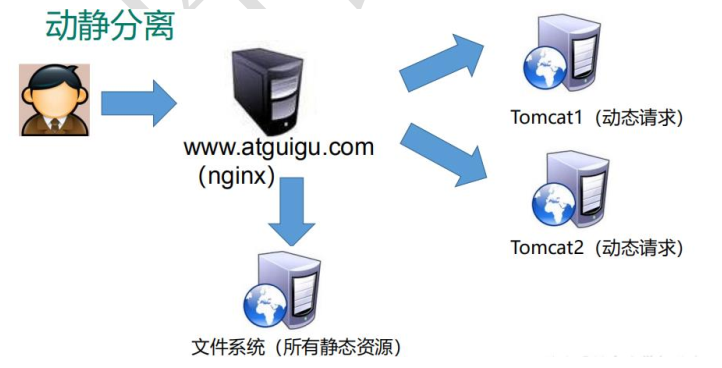 动静分离
www.atguigu.com
（nginx）
Tomcat1（动态请求）
Tomcat2（动态请求）
文件系统（所有静态资源）